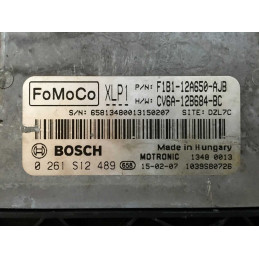 FoMoCo XLP1 P/N: F1B1-12A650-AJB
H/W: CV6A-12B684-BC
S/N: 65813480013150207 SITE: DZL7C
BOSCH Made in Hungary
MOTRONIC 1348 0013
0 261 S12 489 658 15-02-07 1039S80726